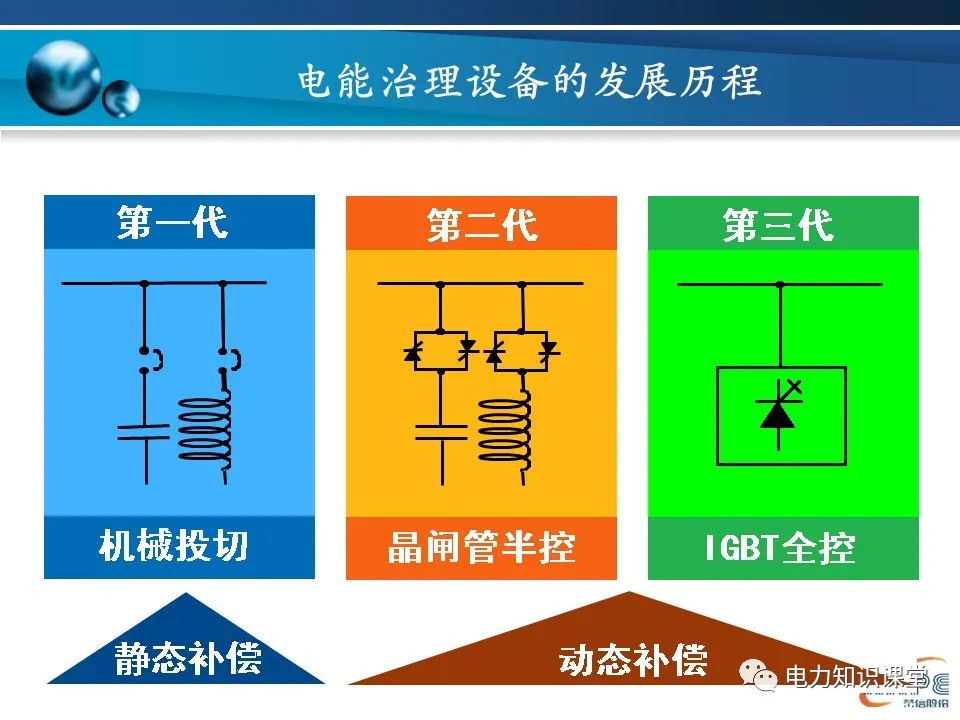 电能治理设备的发展历程
第一代
第二代
第三代
机械投切
晶闸管半控
IGBT全控
静态补偿
动态补偿
电力知识课堂
荣信股份